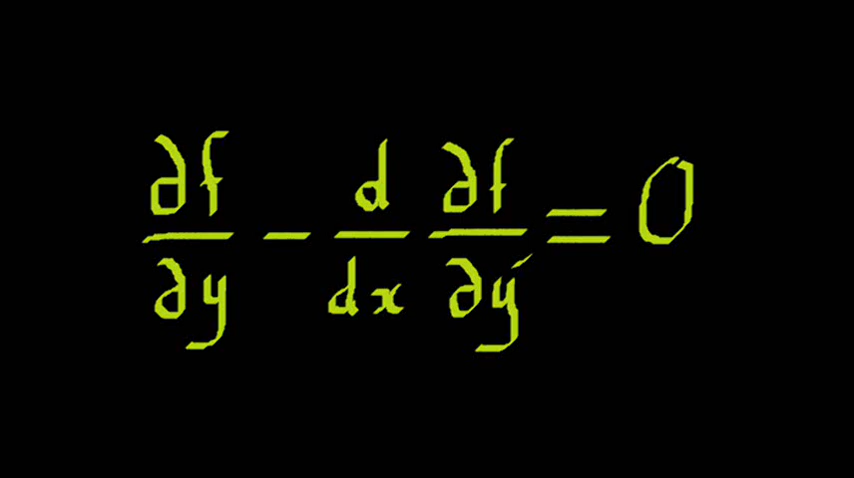 ∂f/∂y − d/dx ∂f/∂y′ = 0